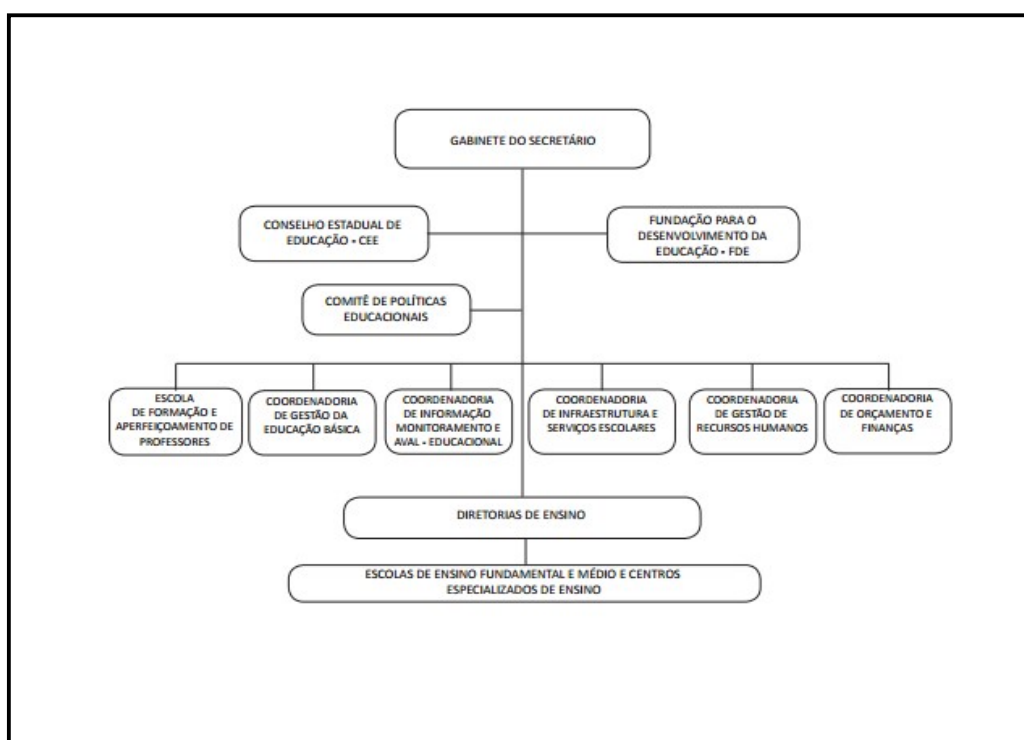 GABINETE DO SECRETÁRIO
CONSELHO ESTADUAL DE
EDUCAÇÃO - CEE
FUNDAÇÃO PARA O
DESENVOLVIMENTO DA
EDUCAÇÃO - FDE
COMITÊ DE POLÍTICAS
EDUCACIONAIS
ESCOLA
DE FORMAÇÃO E
APERFEIÇOAMENTO DE
PROFESSORES
COORDENADORIA
DE GESTÃO DA
EDUCAÇÃO BÁSICA
COORDENADORIA
DE INFORMAÇÃO
MONITORAMENTO E
AVAL - EDUCACIONAL
COORDENADORIA
DE INFRAESTRUTURA E
SERVIÇOS ESCOLARES
COORDENADORIA
DE GESTÃO DE
RECURSOS HUMANOS
COORDENADORIA
DE ORÇAMENTO E
FINANÇAS
DIRETORIAS DE ENSINO
ESCOLAS DE ENSINO FUNDAMENTAL E MÉDIO E CENTROS
ESPECIALIZADOS DE ENSINO